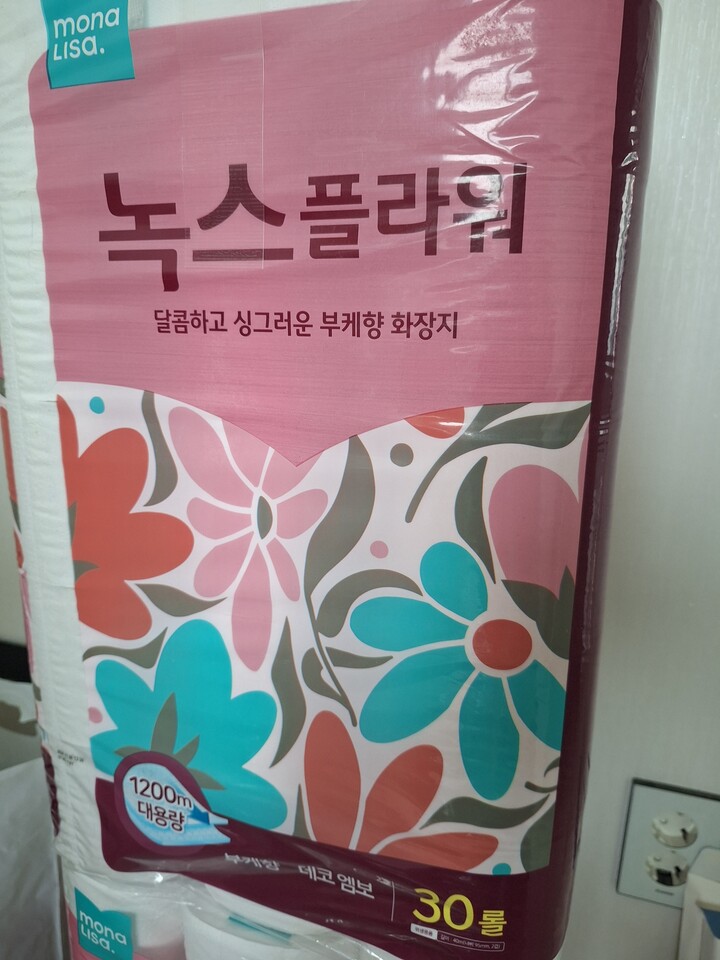 mona
LISa.
녹스플라워
달콤하고 싱그러운 부케향 화장지
1200m
대용량
부케향 데코 엠보
30롤
mona
LISa.